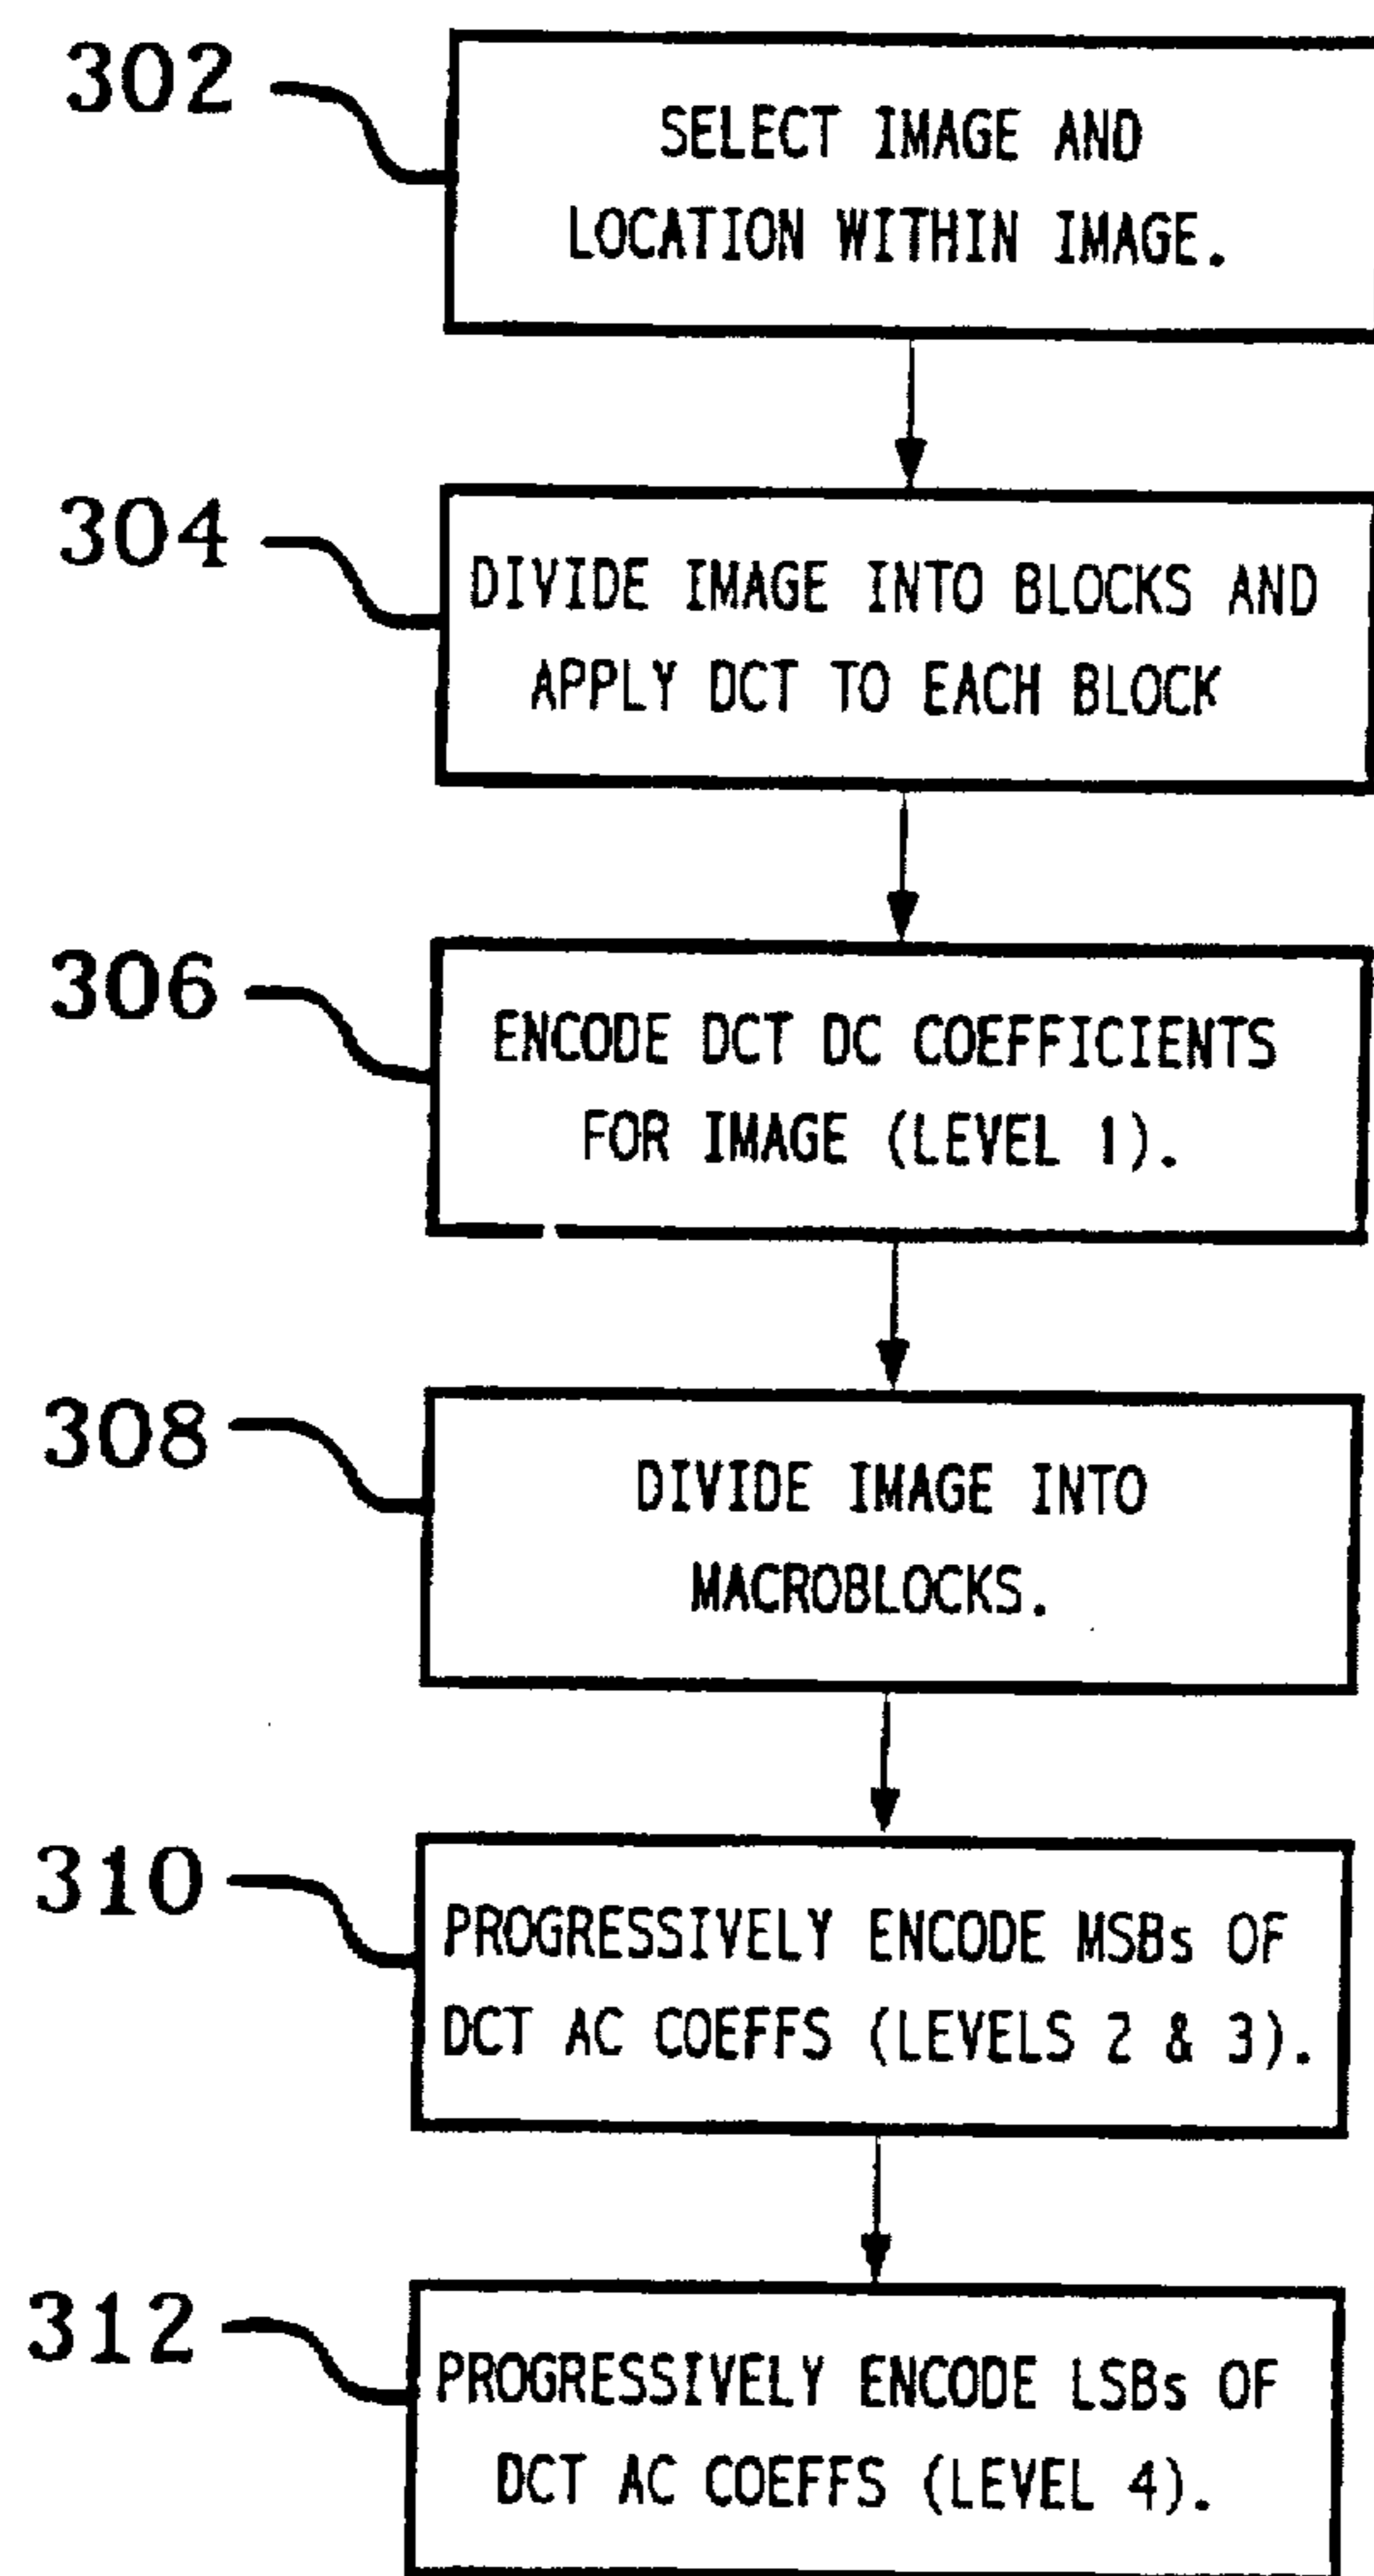 302
SELECT IMAGE AND
LOCATION WITHIN IMAGE.
304
DIVIDE IMAGE INTO BLOCKS AND
APPLY DCT TO EACH BLOCK
306
ENCODE DCT DC COEFFICIENTS
FOR IMAGE (LEVEL 1).
308
DIVIDE IMAGE INTO
MACROBLOCKS.
310
PROGRESSIVELY ENCODE MSBs OF
DCT AC COEFFS (LEVELS 2 & 3).
312
PROGRESSIVELY ENCODE LSBs OF
DCT AC COEFFS (LEVEL 4).